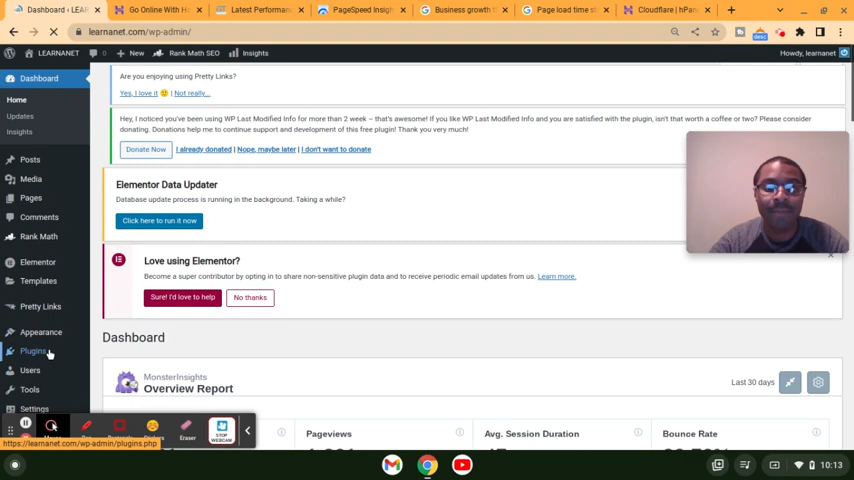 Dashboard ‹ LEAR
Go Online With Ho
Latest Performanc
PageSpeed Insigh
Business growth t
Page load time st
Cloudflare | hPane
learnanet.com/wp-admin/
desc
LEARNANET
0
New
Rank Math SEO
Insights
Howdy, learnanet
Dashboard
Home
Updates
Insights
Posts
Media
Pages
Comments
Rank Math
Elementor
Templates
Pretty Links
Appearance
Plugins
Users
Tools
Settings
Are you enjoying using Pretty Links?
Yes, I love it 🙂 | Not really...
Hey, I noticed you've been using WP Last Modified Info for more than 2 week – that's awesome! If you like WP Last Modified Info and you are satisfied with the plugin, isn't that worth a coffee or two? Please consider
donating. Donations help me to continue support and development of this free plugin! Thank you very much!
Donate Now
I already donated | Nope, maybe later | I don't want to donate
Elementor Data Updater
Database update process is running in the background. Taking a while?
Click here to run it now
Love using Elementor?
Become a super contributor by opting in to share non-sensitive plugin data and to receive periodic email updates from us. Learn more.
Sure! I'd love to help
No thanks
Dashboard
MonsterInsights
Overview Report
Last 30 days
Pageviews
Avg. Session Duration
Bounce Rate
Eraser
STOP
WEBCAM
https://learnanet.com/wp-admin/plugins.php
10:13